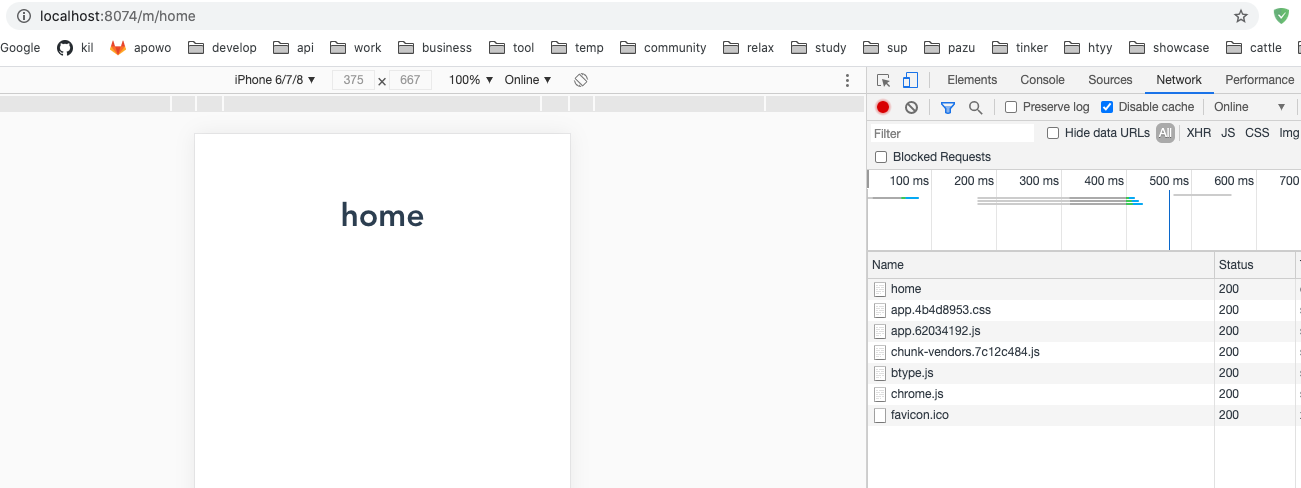 localhost:8074/m/home
Google kil apowo develop api work business tool temp community relax study sup pazu tinker htyy showcase cattle
iPhone 6/7/8 ▼ 375 x 667 100% ▼ Online ▼
Elements Console Sources Network Performance
Preserve log Disable cache Online ▼
Filter Hide data URLs All XHR JS CSS Img
Blocked Requests
100 ms 200 ms 300 ms 400 ms 500 ms 600 ms 700
home
Name Status
home 200
app.4b4d8953.css 200
app.62034192.js 200
chunk-vendors.7c12c484.js 200
btype.js 200
chrome.js 200
favicon.ico 200